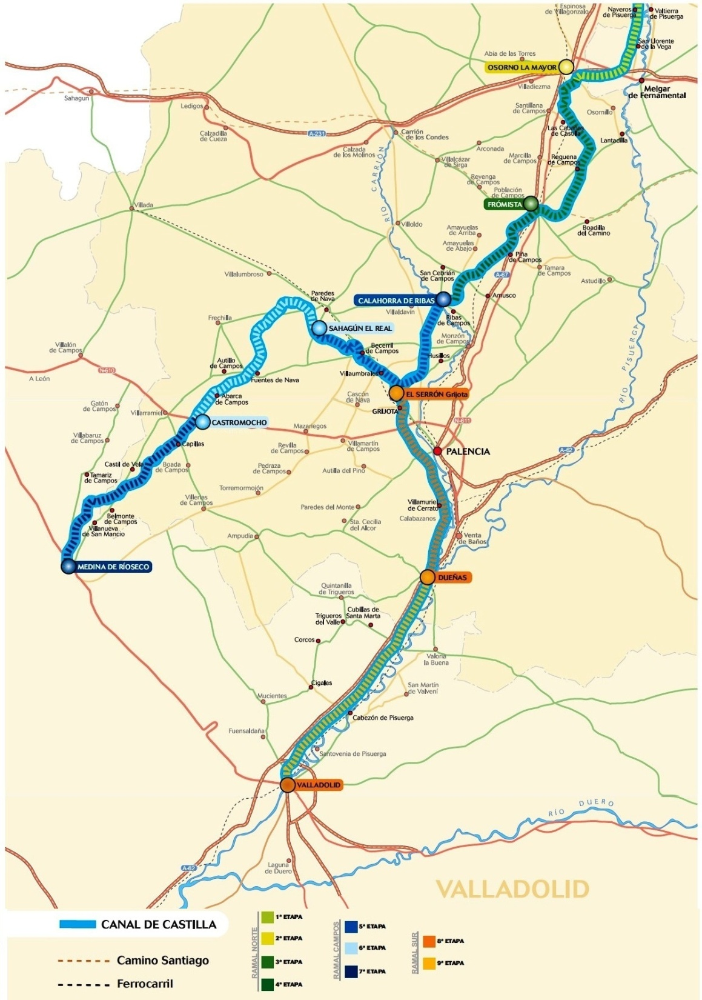 Espinosa
de Villagonzalo
Naveros
de Pisuerga
Valtierra
de Pisuerga
San Llorente
de la Vega
Abia de las Torres
OSORNO LA MAYOR
Villadiezma
Melgar
de Fernamental
Sahagun
Ledigos
Santillana
de Campos
Osornillo
Calzadilla
de Cueza
A-231
Carrión
de los Condes
Las Cabañas
de Castilla
Lantadilla
Calzada
de los Molinos
Arconada
Marcilla
de Campos
Requena
de Campos
Villalcázar
de Sirga
RÍO CARRIÓN
Revenga
de Campos
Población
de Campos
FRÓMISTA
Villada
Villoldo
Amayuelas
de Arriba
Boadilla
del Camino
Amayuelas
de Abajo
Piña
de Campos
Villalumbroso
San Cebrián
de Campos
A-67
Tamara
de Campos
Astudillo
Paredes
de Nava
CALAHORRA DE RIBAS
Amusco
Villaldavín
Ribas
de Campos
Frechilla
SAHAGÚN EL REAL
Monzón
de Campos
RÍO PISUERGA
Villalón
de Campos
Becerril
de Campos
Husillos
Autillo
de Campos
N-610
A León
Fuentes de Nava
Villaumbrales
Abarca
de Campos
Cascón
de Nava
EL SERRÓN Grijota
GRIJOTA
Gatón
de Campos
Villarramiel
CASTROMOCHO
N-611
Mazariegos
Villabaruz
de Campos
Capillas
Revilla
de Campos
Villamartín
de Campos
PALENCIA
A-62
Castil de Vela
Boada
de Campos
Pedraza
de Campos
Autilla del Pino
Tamariz
de Campos
Torremormojón
Villerías
de Campos
Paredes del Monte
Villamuriel
de Cerrato
Calabazanos
Belmonte
de Campos
Villanueva
de San Mancio
Sta. Cecilia
del Alcor
Ampudia
Venta
de Baños
MEDINA DE RÍOSECO
DUEÑAS
Quintanilla
de Trigueros
Cubillas de
Santa Marta
Trigueros
del Valle
Corcos
Valoria
la Buena
Cigales
San Martín
de Valvení
Mucientes
Cabezón de Pisuerga
Fuensaldaña
Santovenia de Pisuerga
VALLADOLID
RÍO DUERO
Laguna
de Duero
A-62
VALLADOLID
CANAL DE CASTILLA
Camino Santiago
Ferrocarril
RAMAL NORTE
1ª ETAPA
2ª ETAPA
3ª ETAPA
4ª ETAPA
RAMAL CAMPOS
5ª ETAPA
6ª ETAPA
7ª ETAPA
RAMAL SUR
8ª ETAPA
9ª ETAPA